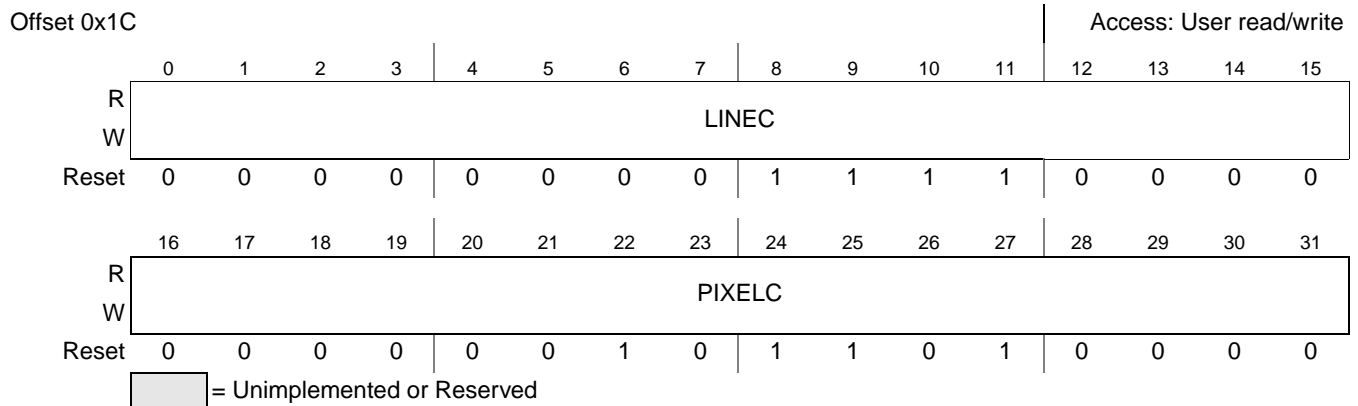 Offset 0x1C Access: User read/write
0 1 2 3 4 5 6 7 8 9 10 11 12 13 14 15
R
LINEC
W
Reset 0 0 0 0 0 0 0 0 1 1 1 1 0 0 0 0
16 17 18 19 20 21 22 23 24 25 26 27 28 29 30 31
R
PIXELC
W
Reset 0 0 0 0 0 0 1 0 1 1 0 1 0 0 0 0
= Unimplemented or Reserved